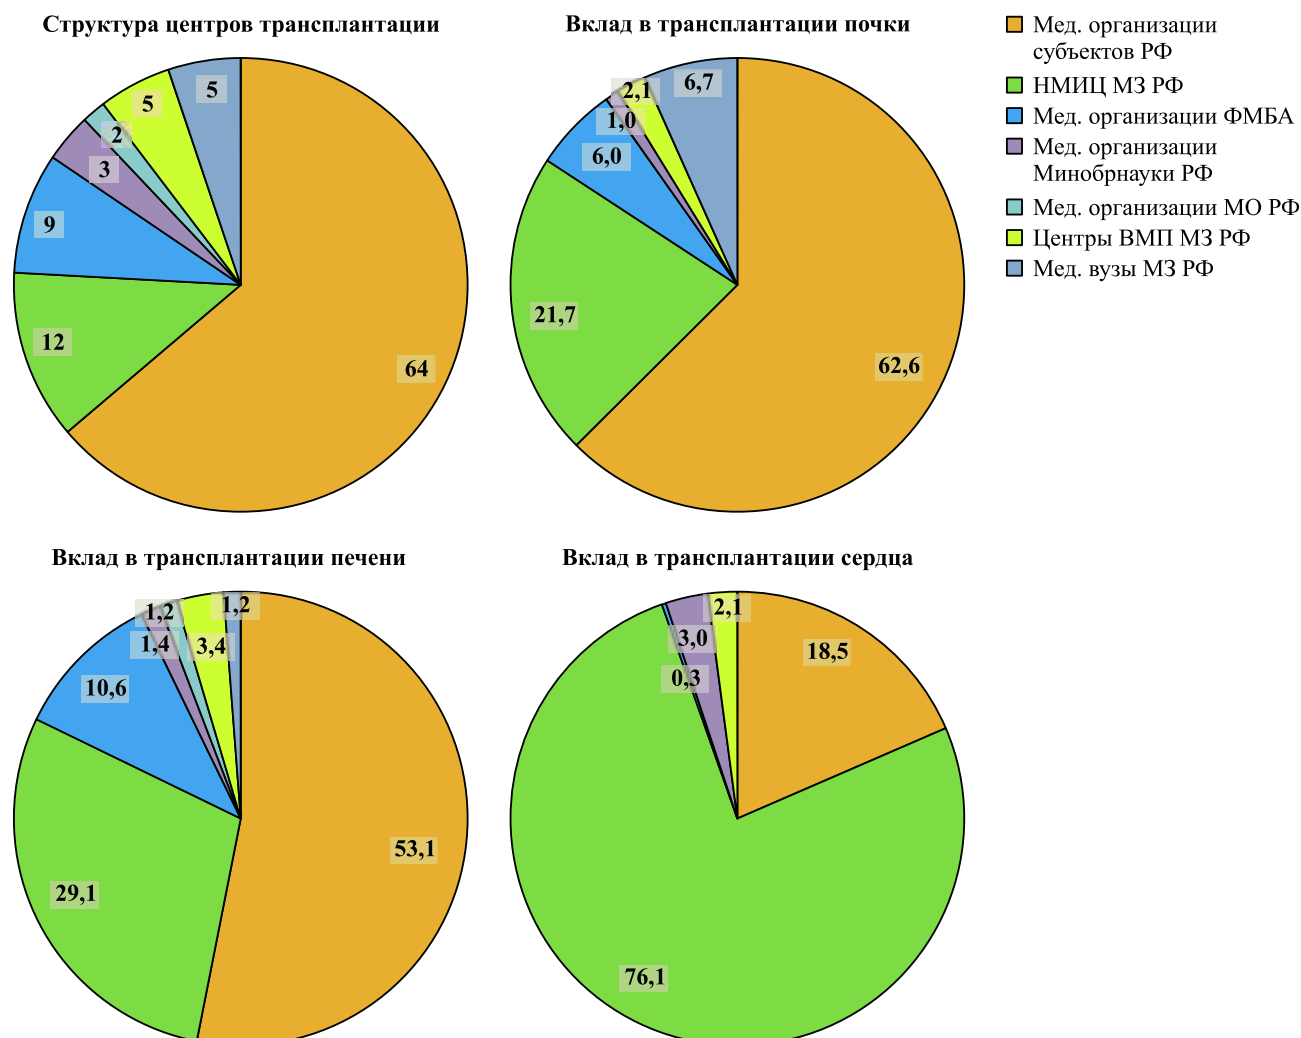 Структура центров трансплантации
5
5
2
3
9
12
64
Вклад в трансплантации почки
6,7
2,1
1,0
6,0
21,7
62,6
Мед. организации
субъектов РФ
НМИЦ МЗ РФ
Мед. организации ФМБА
Мед. организации
Минобрнауки РФ
Мед. организации МО РФ
Центры ВМП МЗ РФ
Мед. вузы МЗ РФ
Вклад в трансплантации печени
1,2
1,2
1,4
3,4
10,6
53,1
29,1
Вклад в трансплантации сердца
2,1
3,0
18,5
0,3
76,1